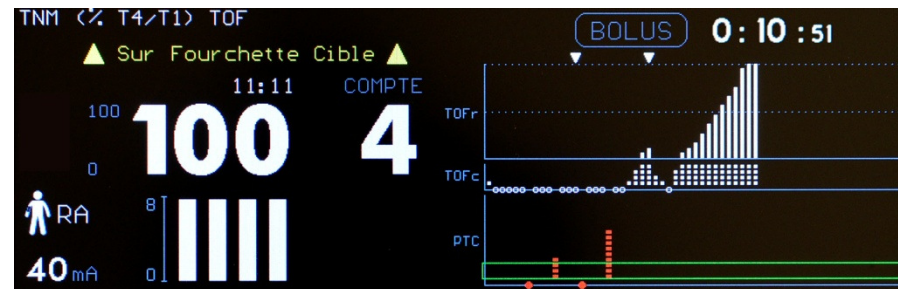 TNM (% T4/T1) TOF
Sur Fourchette Cible
11:11 COMPTE
100
0
100
4
RA
40mA
8
0
BOLUS 0:10:51
TOFr
TOFc
PTC